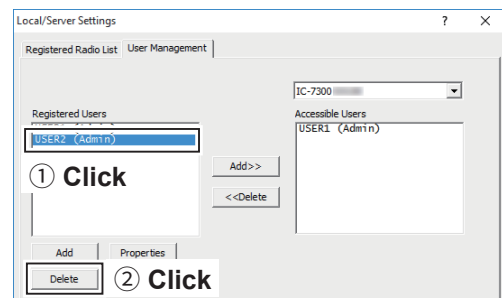 Local/Server Settings ? ×
Registered Radio List User Management
IC-7300
Registered Users
Accessible Users
USER2 (Admin)
USER1 (Admin)
① Click
Add>>
<<Delete
Add Properties
Delete ② Click